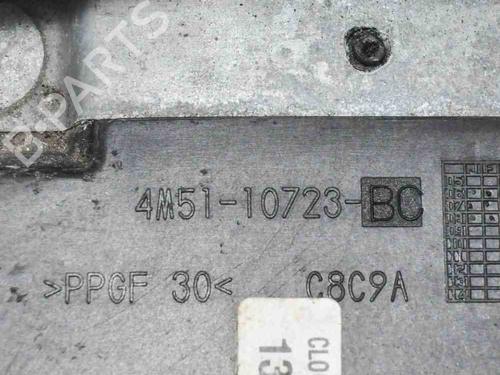 B-PARTS
4M51-10723-BC
>PPGF 30<
C8C9A
CLO
13